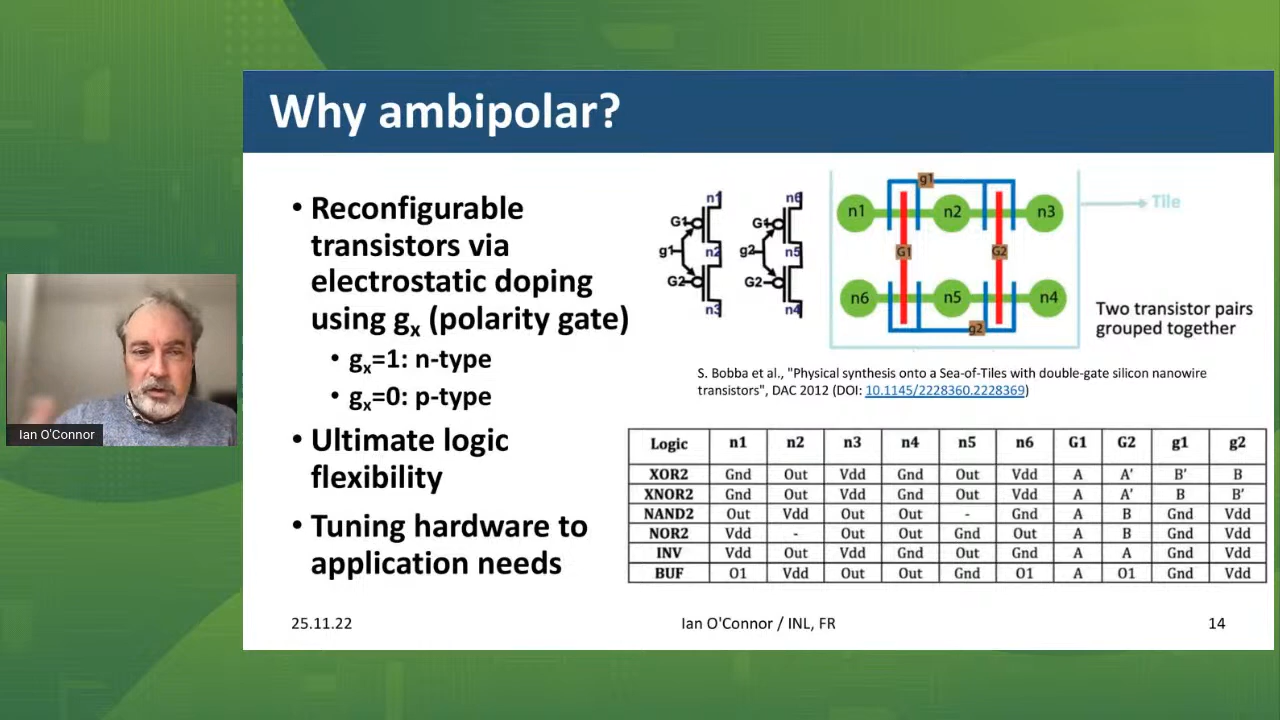 Why ambipolar?
• Reconfigurable
transistors via
electrostatic doping
using gx (polarity gate)
• gx=1: n-type
• gx=0: p-type
• Ultimate logic
flexibility
• Tuning hardware to
application needs
n1
G1
g1
n2
G2
n3
n6
G1
g2
n5
G2
n4
g1
n1 n2 n3
G1 G2
n6 n5 n4
g2
Tile
Two transistor pairs
grouped together
S. Bobba et al., "Physical synthesis onto a Sea-of-Tiles with double-gate silicon nanowire
transistors", DAC 2012 (DOI: 10.1145/2228360.2228369)
Logic n1 n2 n3 n4 n5 n6 G1 G2 g1 g2
XOR2 Gnd Out Vdd Gnd Out Vdd A A' B' B
XNOR2 Gnd Out Vdd Gnd Out Vdd A A' B B'
NAND2 Out Vdd Out Out - Gnd A B Gnd Vdd
NOR2 Vdd - Out Out Gnd Out A B Gnd Vdd
INV Vdd Out Vdd Gnd Out Gnd A A Gnd Vdd
BUF O1 Vdd Out Out Gnd O1 A O1 Gnd Vdd
25.11.22
Ian O'Connor / INL, FR
14
Ian O'Connor